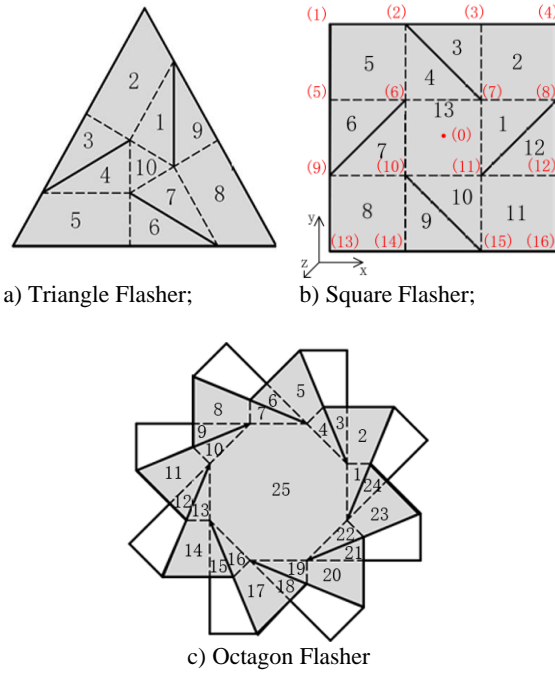 2
3
1
9
4
10
7
8
5
6
a) Triangle Flasher;
(1) (2) (3) (4)
5 3 2
4
(5) (6) 13 (7) (8)
6 (0) 1
7 12
(9) (10) (11) (12)
8 9 10 11
(13) (14) (15) (16)
y
z x
b) Square Flasher;
5
6
8 7 4 3 2
9
10 1
11 24
12 25 23
13
22
14 15 16 19 21
17 18 20
c) Octagon Flasher